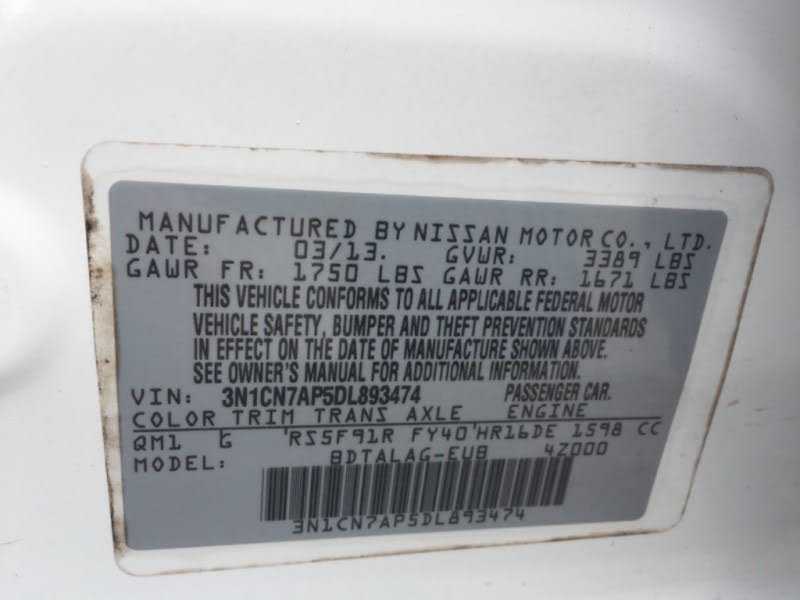 MANUFACTURED BY NISSAN MOTOR CO., LTD.
DATE: 03/13. GVWR: 3389 LBS
GAWR FR: 1750 LBS GAWR RR: 1671 LBS
THIS VEHICLE CONFORMS TO ALL APPLICABLE FEDERAL MOTOR
VEHICLE SAFETY, BUMPER AND THEFT PREVENTION STANDARDS
IN EFFECT ON THE DATE OF MANUFACTURE SHOWN ABOVE.
SEE OWNER'S MANUAL FOR ADDITIONAL INFORMATION.
VIN: 3N1CN7AP5DL893474 PASSENGER CAR.
COLOR TRIM TRANS AXLE ENGINE
QM1 G 'RS5F91R FY40'HR16DE 1598 CC
MODEL: BDTALAG-EUB 4Z000
3N1CN7AP5DL893474